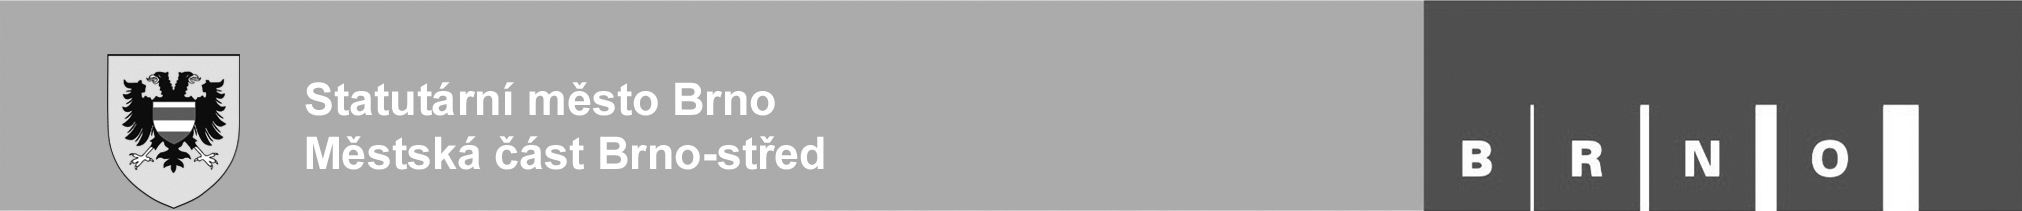 Statutární město Brno
Městská část Brno-střed
B R N O